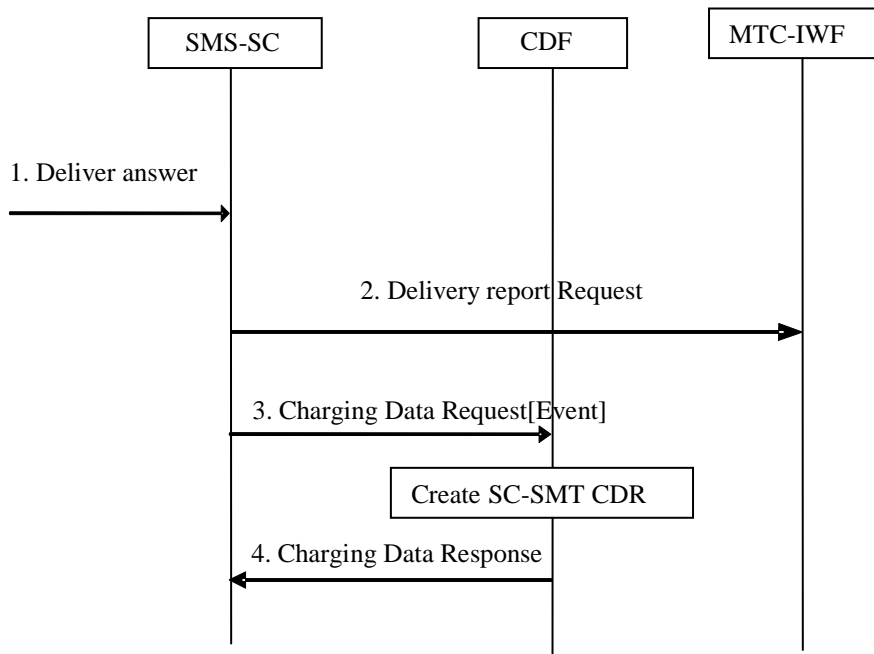 SMS-SC
CDF
MTC-IWF
1. Deliver answer
2. Delivery report Request
3. Charging Data Request[Event]
Create SC-SMT CDR
4. Charging Data Response